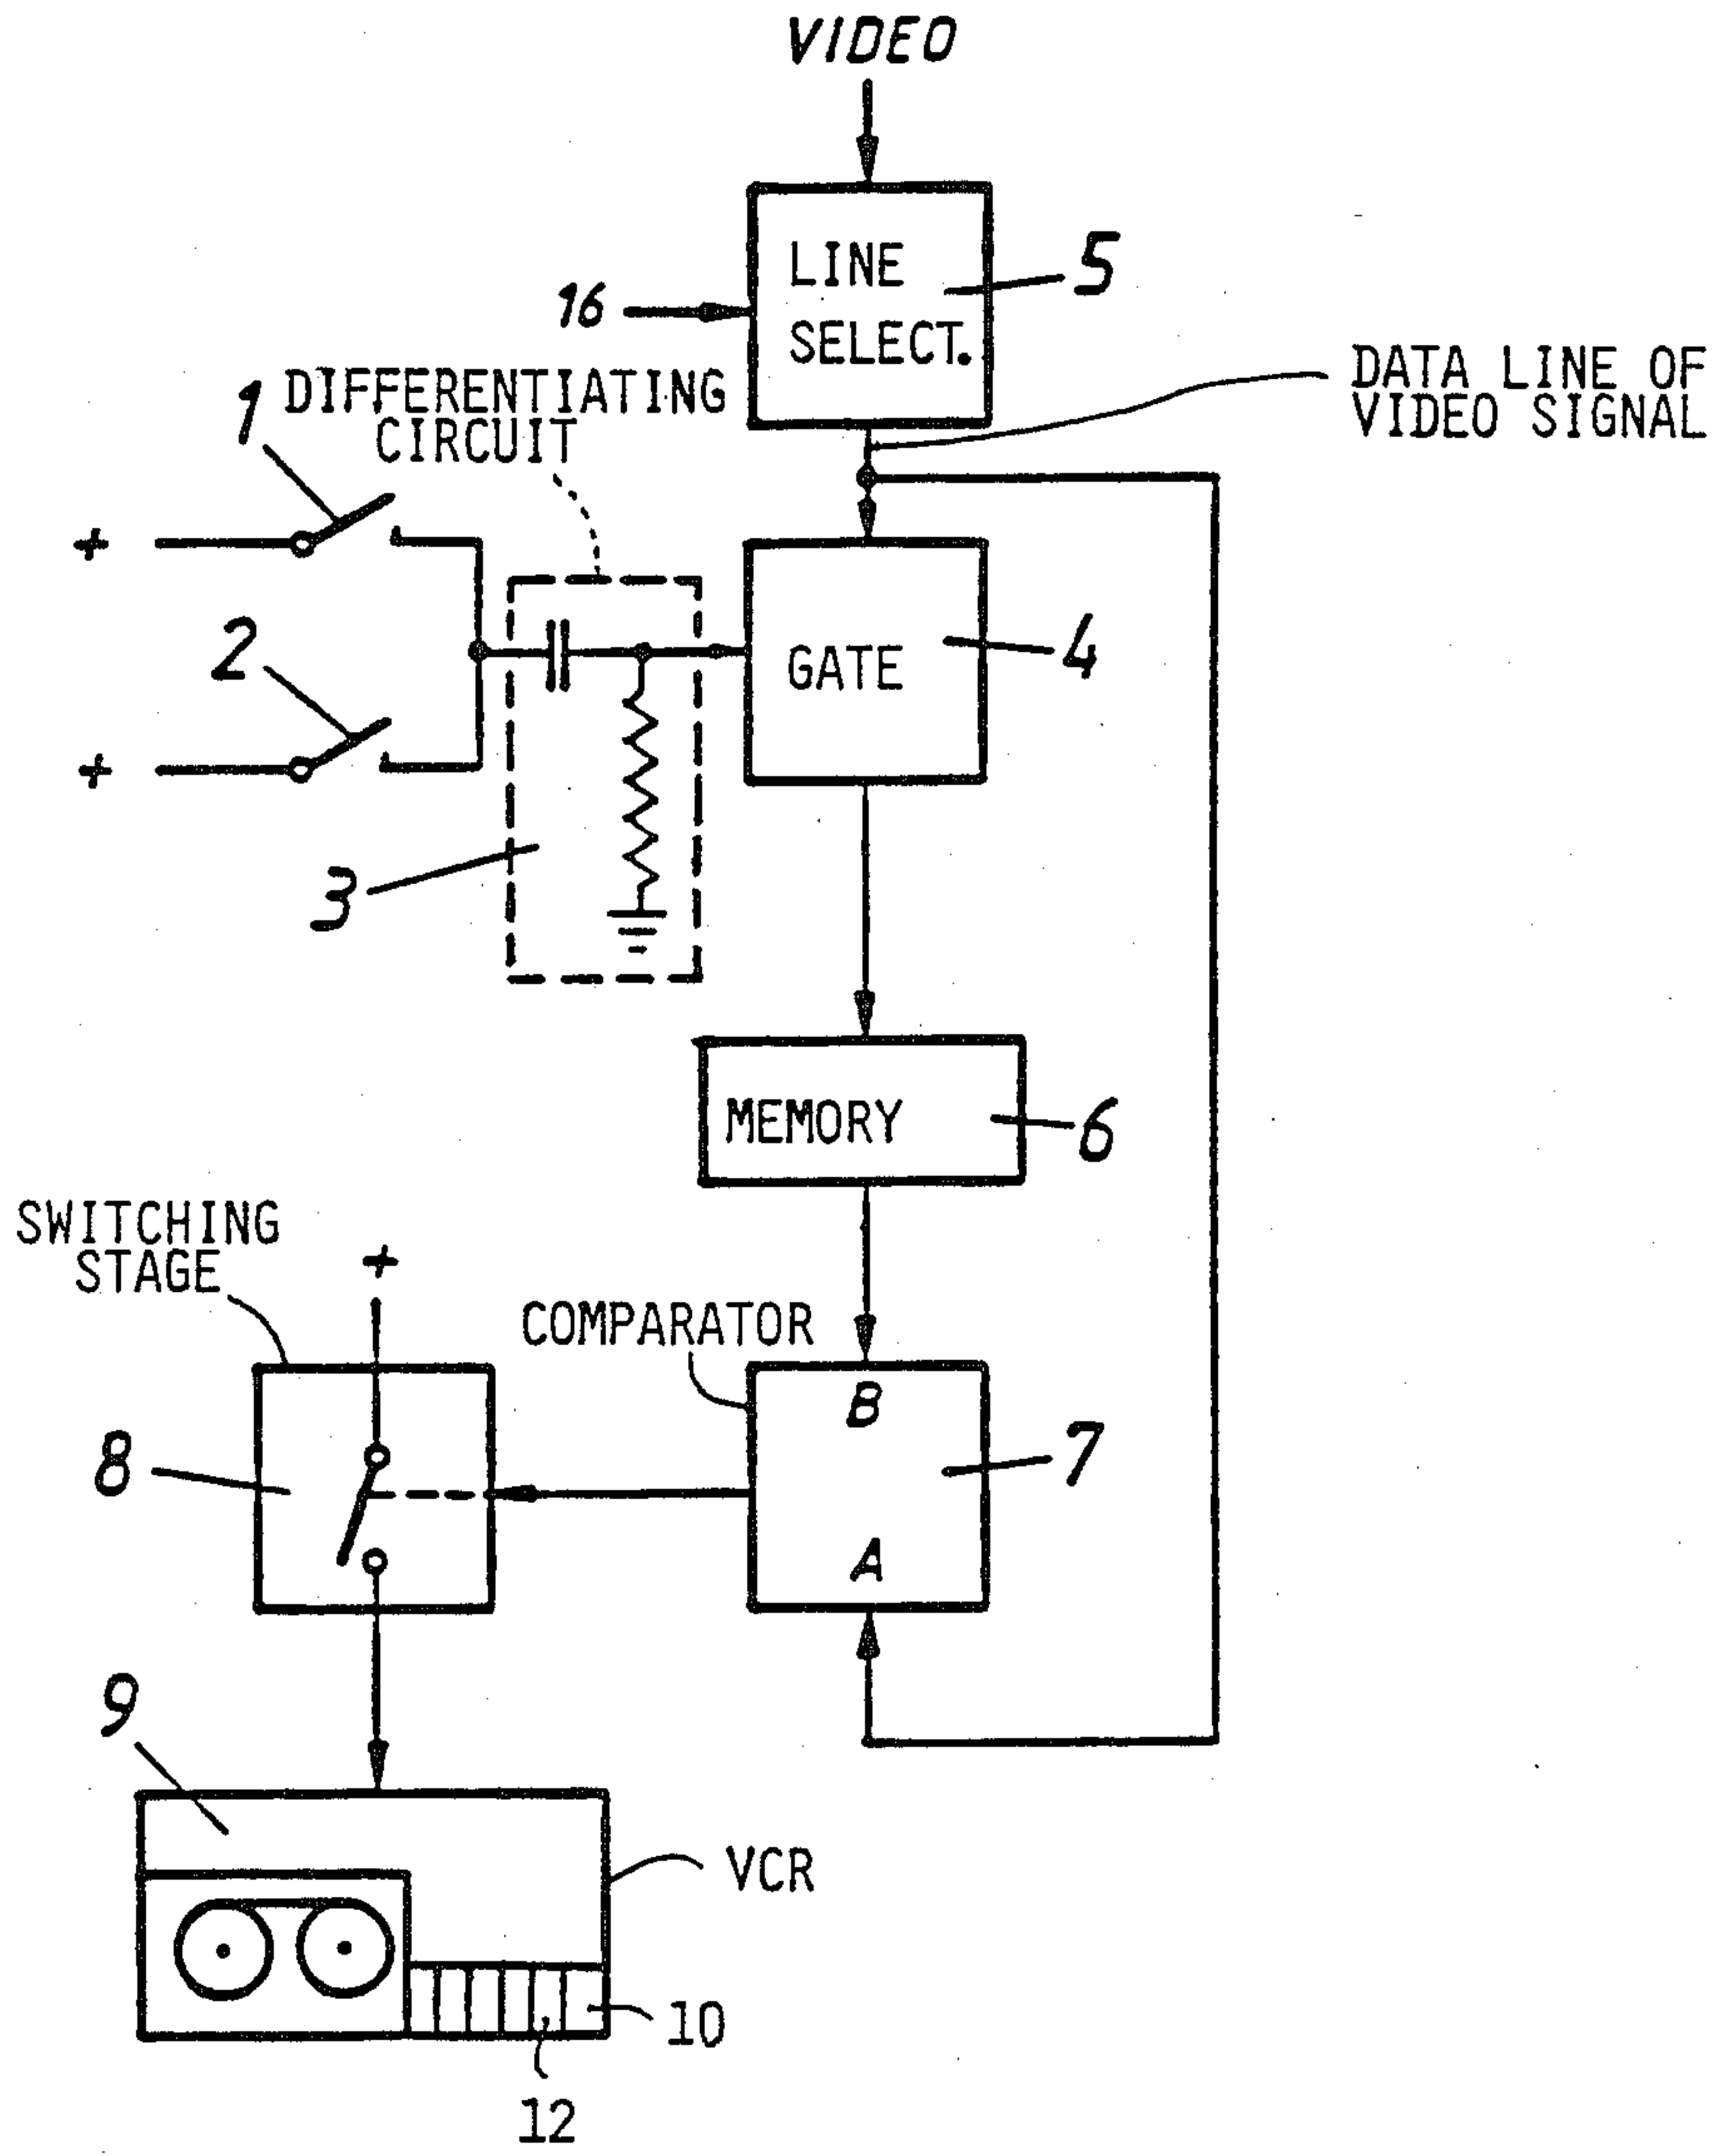 VIDEO
LINE
SELECT.
5
16
DATA LINE OF
VIDEO SIGNAL
DIFFERENTIATING
CIRCUIT
1
+
2
+
3
GATE
4
MEMORY
6
SWITCHING
STAGE
+
COMPARATOR
B
7
A
8
9
VCR
10
12